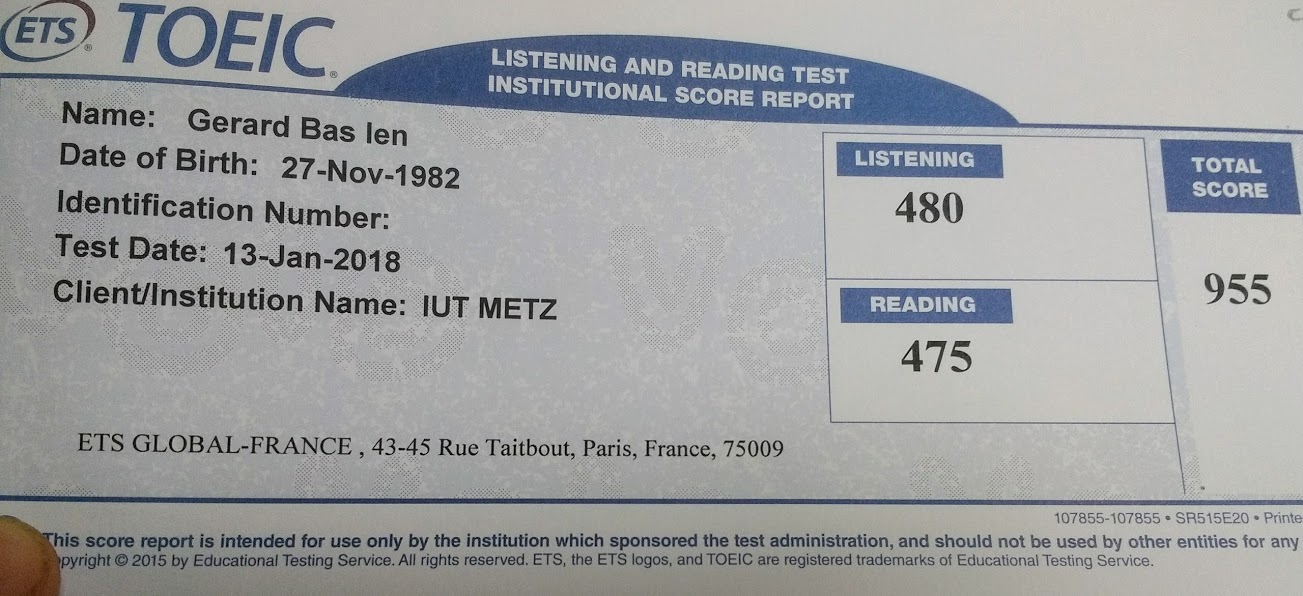 ETS® TOEIC®
LISTENING AND READING TEST
INSTITUTIONAL SCORE REPORT
Name: Gerard Bas len
Date of Birth: 27-Nov-1982
Identification Number:
Test Date: 13-Jan-2018
Client/Institution Name: IUT METZ
LISTENING
480
READING
475
TOTAL
SCORE
955
ETS GLOBAL-FRANCE , 43-45 Rue Taitbout, Paris, France, 75009
107855-107855 • SR515E20 • Printe
This score report is intended for use only by the institution which sponsored the test administration, and should not be used by other entities for any
opyright © 2015 by Educational Testing Service. All rights reserved. ETS, the ETS logos, and TOEIC are registered trademarks of Educational Testing Service.